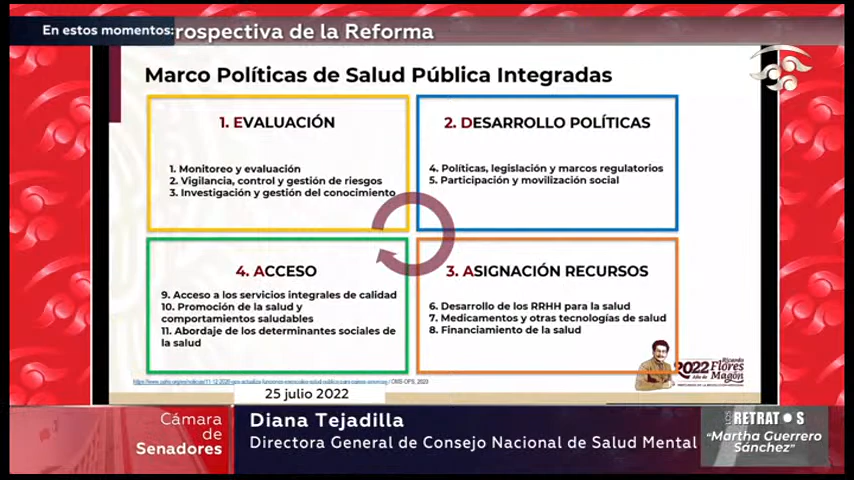 En estos momentos:
rospectiva de la Reforma
Marco Políticas de Salud Pública Integradas
1. EVALUACIÓN
1. Monitoreo y evaluación
2. Vigilancia, control y gestión de riesgos
3. Investigación y gestión del conocimiento
2. DESARROLLO POLÍTICAS
4. Políticas, legislación y marcos regulatorios
5. Participación y movilización social
4. ACCESO
9. Acceso a los servicios integrales de calidad
10. Promoción de la salud y
comportamientos saludables
11. Abordaje de los determinantes sociales de
la salud
3. ASIGNACIÓN RECURSOS
6. Desarrollo de los RRHH para la salud
7. Medicamentos y otras tecnologías de salud
8. Financiamiento de la salud
2022 Ricardo
Flores
Año de
Magón
25 julio 2022
Cámara
de
Senadores
Diana Tejadilla
Directora General de Consejo Nacional de Salud Mental
RETRAT S
"Martha Guerrero
Sánchez"